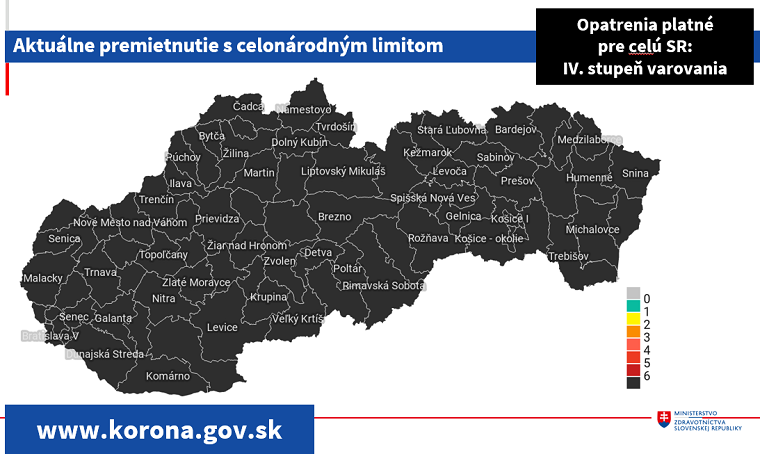 Opatrenia platné
pre celú SR:
IV. stupeň varovania
Aktuálne premietnutie s celonárodným limitom
Čadca
Námestovo
Tvrdošín
Bytča
Dolný Kubín
Púchov
Žilina
Ilava
Martin
Liptovský Mikuláš
Trenčín
Stará Ľubovňa
Bardejov
Medzilaborce
Kežmarok
Sabinov
Levoča
Prešov
Humenné
Snina
Spišská Nová Ves
Gelnica
Košice I
Michalovce
Rožňava
Košice - okolie
Trebišov
Nové Mesto nad Váhom
Prievidza
Brezno
Senica
Topoľčany
Žiar nad Hronom
Zvolen
Detva
Poltár
Malacky
Trnava
Zlaté Moravce
Rimavská Sobota
Nitra
Krupina
Senec
Galanta
Levice
Veľký Krtíš
Bratislava V
Dunajská Streda
Komárno
0
1
2
3
4
5
6
www.korona.gov.sk
MINISTERSTVO
ZDRAVOTNÍCTVA
SLOVENSKEJ REPUBLIKY